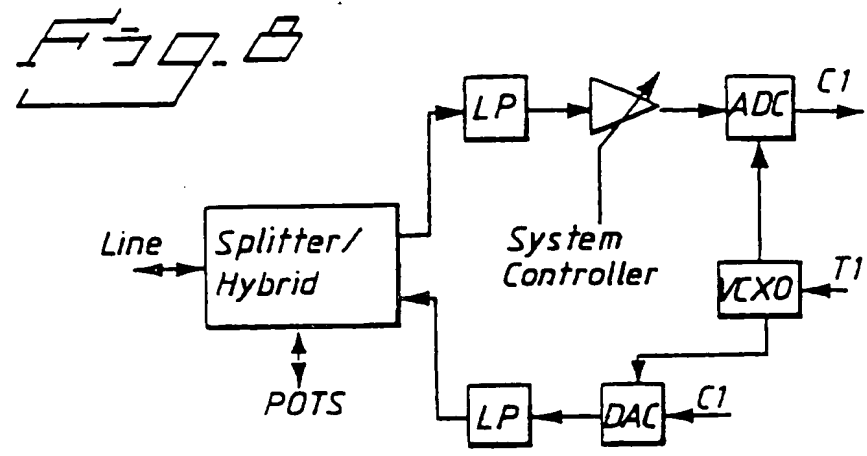 Fig. 8
LP
ADC
C1
Line
Splitter/
Hybrid
System
Controller
VCXO
T1
POTS
LP
DAC
C1